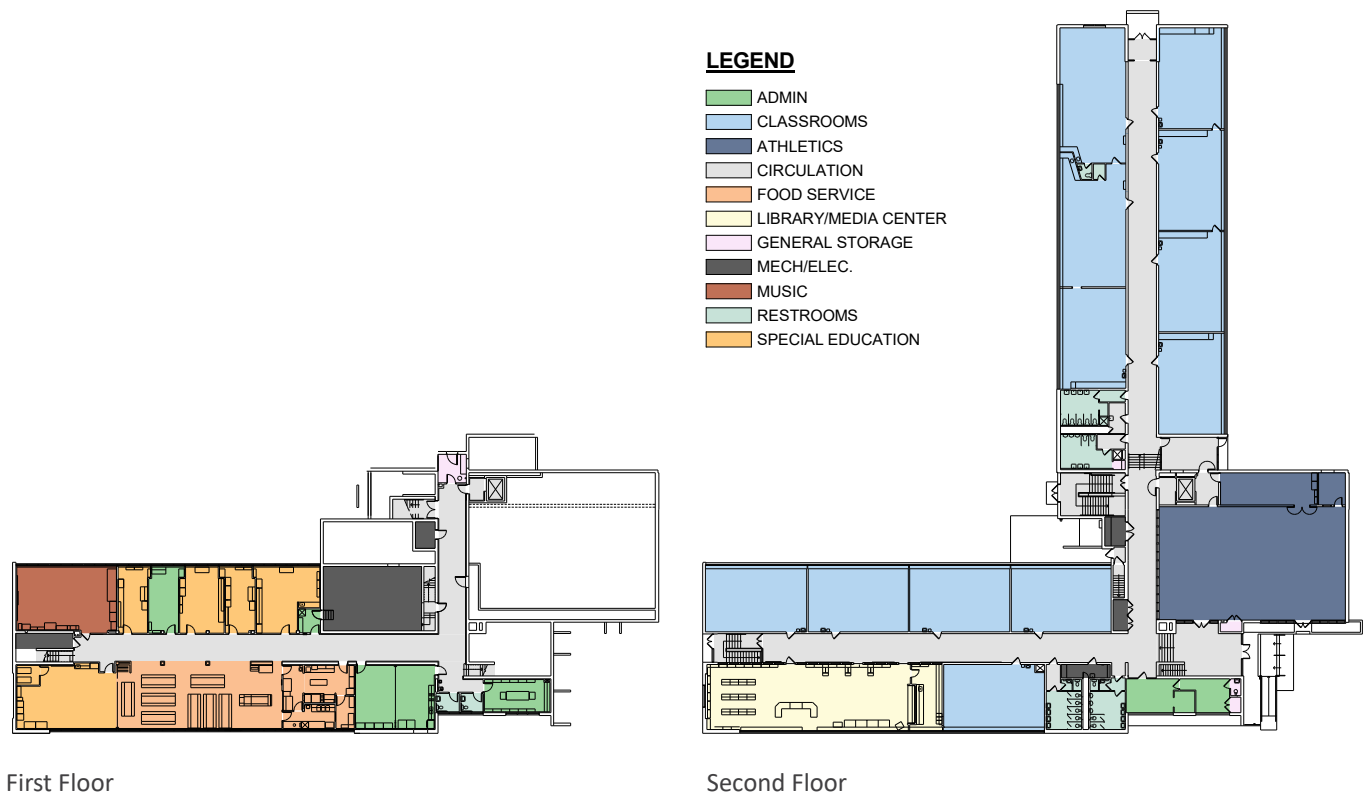 LEGEND
ADMIN
CLASSROOMS
ATHLETICS
CIRCULATION
FOOD SERVICE
LIBRARY/MEDIA CENTER
GENERAL STORAGE
MECH/ELEC.
MUSIC
RESTROOMS
SPECIAL EDUCATION
First Floor
Second Floor